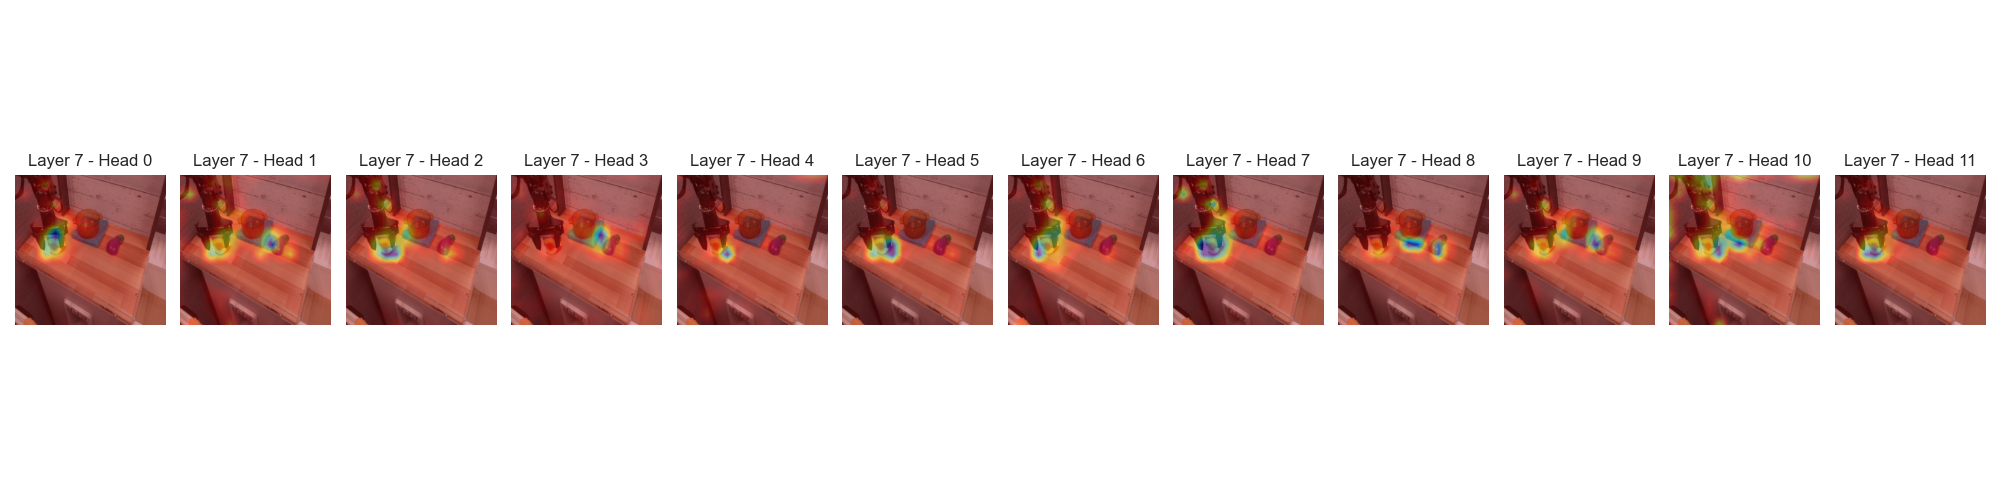 Layer 7 - Head 0
Layer 7 - Head 1
Layer 7 - Head 2
Layer 7 - Head 3
Layer 7 - Head 4
Layer 7 - Head 5
Layer 7 - Head 6
Layer 7 - Head 7
Layer 7 - Head 8
Layer 7 - Head 9
Layer 7 - Head 10
Layer 7 - Head 11